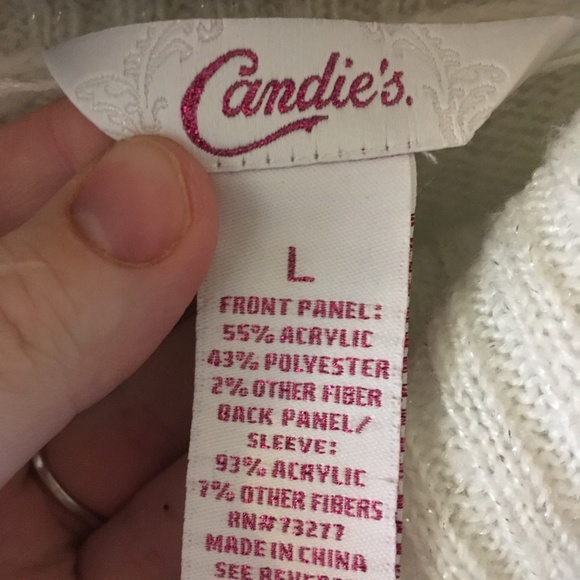 Candie's.
L
FRONT PANEL:
55% ACRYLIC
43% POLYESTER
2% OTHER FIBER
BACK PANEL/
SLEEVE:
93% ACRYLIC
7% OTHER FIBERS
RN#73277
MADE IN CHINA
SEE